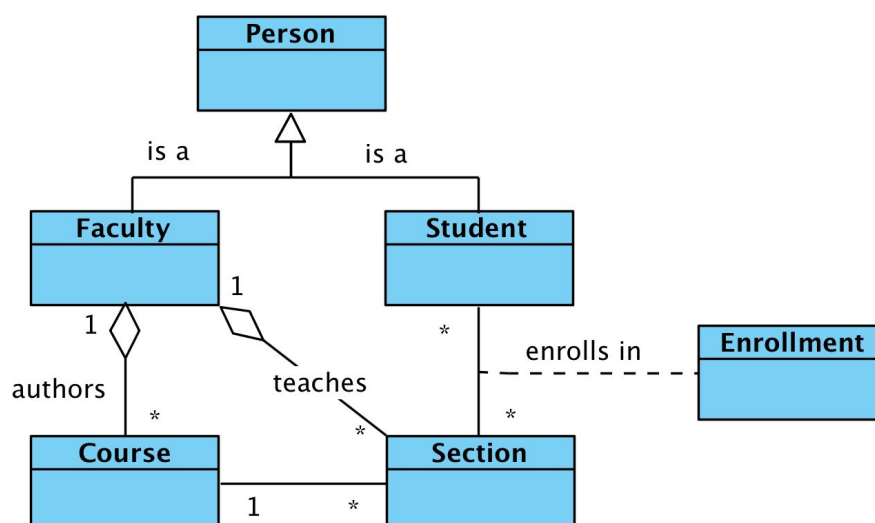 Person
is a
is a
Faculty
Student
1
1
*
Enrollment
enrolls in
authors
teaches
*
*
*
Course
Section
1
*